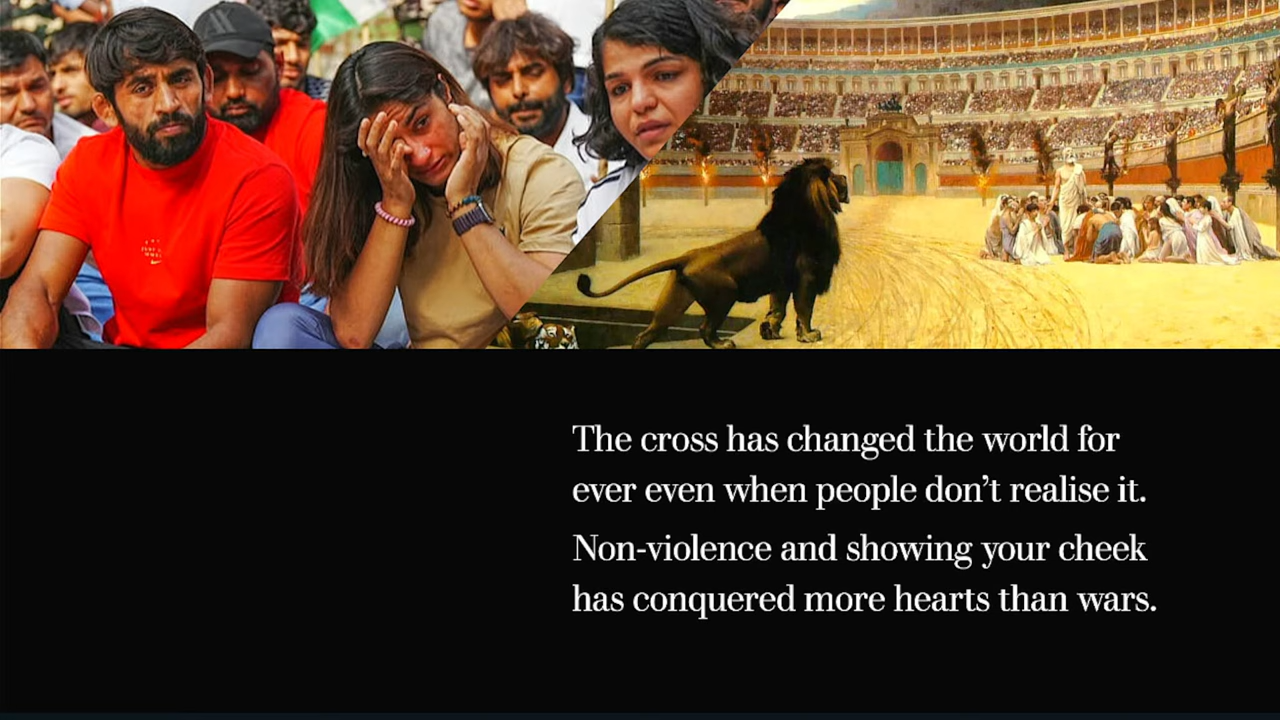 The cross has changed the world for
ever even when people don’t realise it.
Non-violence and showing your cheek
has conquered more hearts than wars.